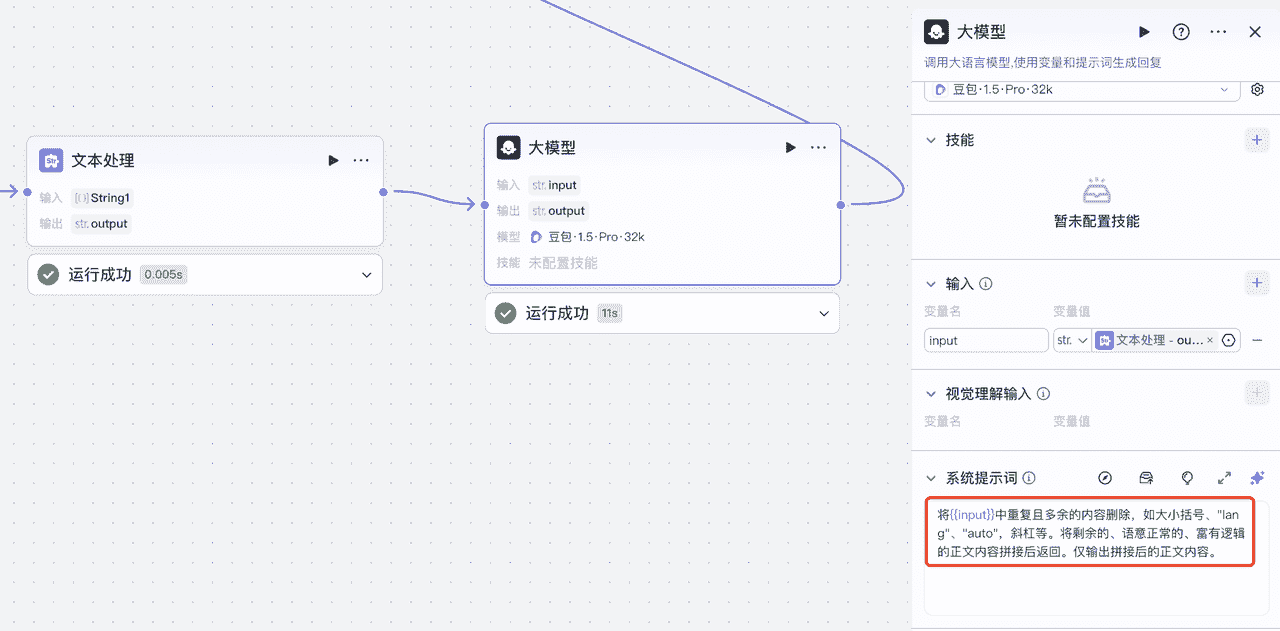 文本处理
输入 [()] String1
输出 str. output
运行成功 0.005s
大模型
输入 str. input
输出 str. output
模型 豆包·1.5·Pro·32k
技能 未配置技能
运行成功 11s
大模型
调用大语言模型,使用变量和提示词生成回复
豆包·1.5·Pro·32k
技能
暂未配置技能
输入
变量名 变量值
input str. 文本处理 - ou... ×
视觉理解输入
变量名 变量值
系统提示词
将{{input}}中重复且多余的内容删除，如大小括号、"lan
g"、"auto"，斜杠等。将剩余的、语意正常的、富有逻辑
的正文内容拼接后返回。仅输出拼接后的正文内容。